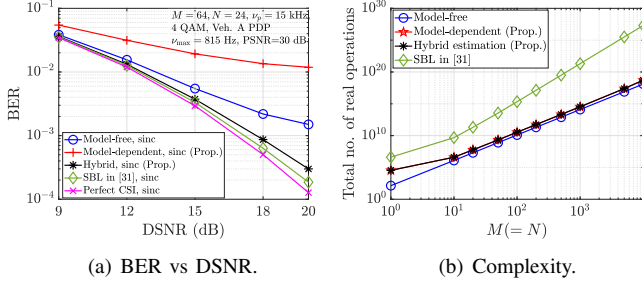 M = 64, N = 24, ν_p = 15 kHz
4 QAM, Veh. A PDP
ν_max = 815 Hz, PSNR=30 dB
10^-1
10^-2
10^-3
10^-4
BER
Model-free, sinc
Model-dependent, sinc (Prop.)
Hybrid, sinc (Prop.)
SBL in [31], sinc
Perfect CSI, sinc
9 12 15 18 20
DSNR (dB)
(a) BER vs DSNR.
10^30
10^20
10^10
10^0
Total no. of real operations
Model-free
Model-dependent (Prop.)
Hybrid estimation (Prop.)
SBL in [31]
10^0 10^1 10^2 10^3
M(= N)
(b) Complexity.